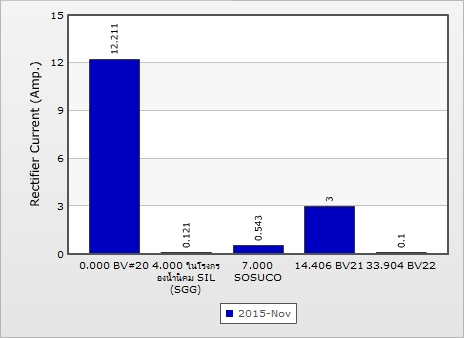 15
12.211
12
9
Rectifier Current (Amp.)
6
3
3
0.121
0.543
0.1
0
0.000 BV#20 4.000 ในโรงกร 7.000 14.406 BV21 33.904 BV22
องน้ำนิคม SIL SOSUCO
(SGG)
2015-Nov